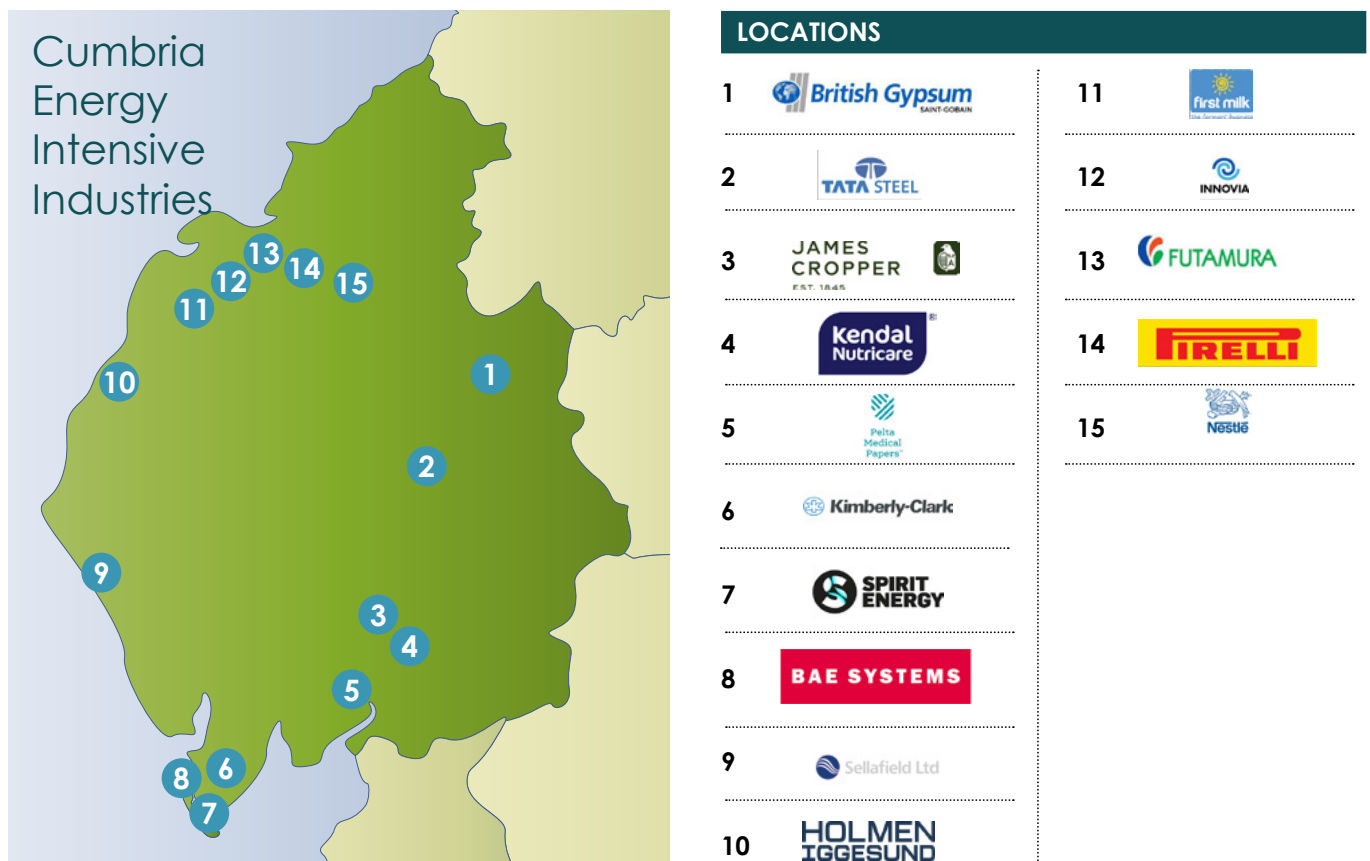 Cumbria
Energy
Intensive
Industries
13
14
12
15
11
10
1
2
9
3
4
5
6
8
7
LOCATIONS
1
British Gypsum
SAINT-GOBAIN
2
TATA STEEL
3
JAMES
CROPPER
EST. 1845
4
Kendal
Nutricare
®
5
Pelta
Medical
Papers
6
Kimberly-Clark
7
SPIRIT
ENERGY
8
BAE SYSTEMS
9
Sellafield Ltd
10
HOLMEN
IGGESUND
11
first milk
12
INNOVIA
13
FUTAMURA
14
PIRELLI
15
Nestlé